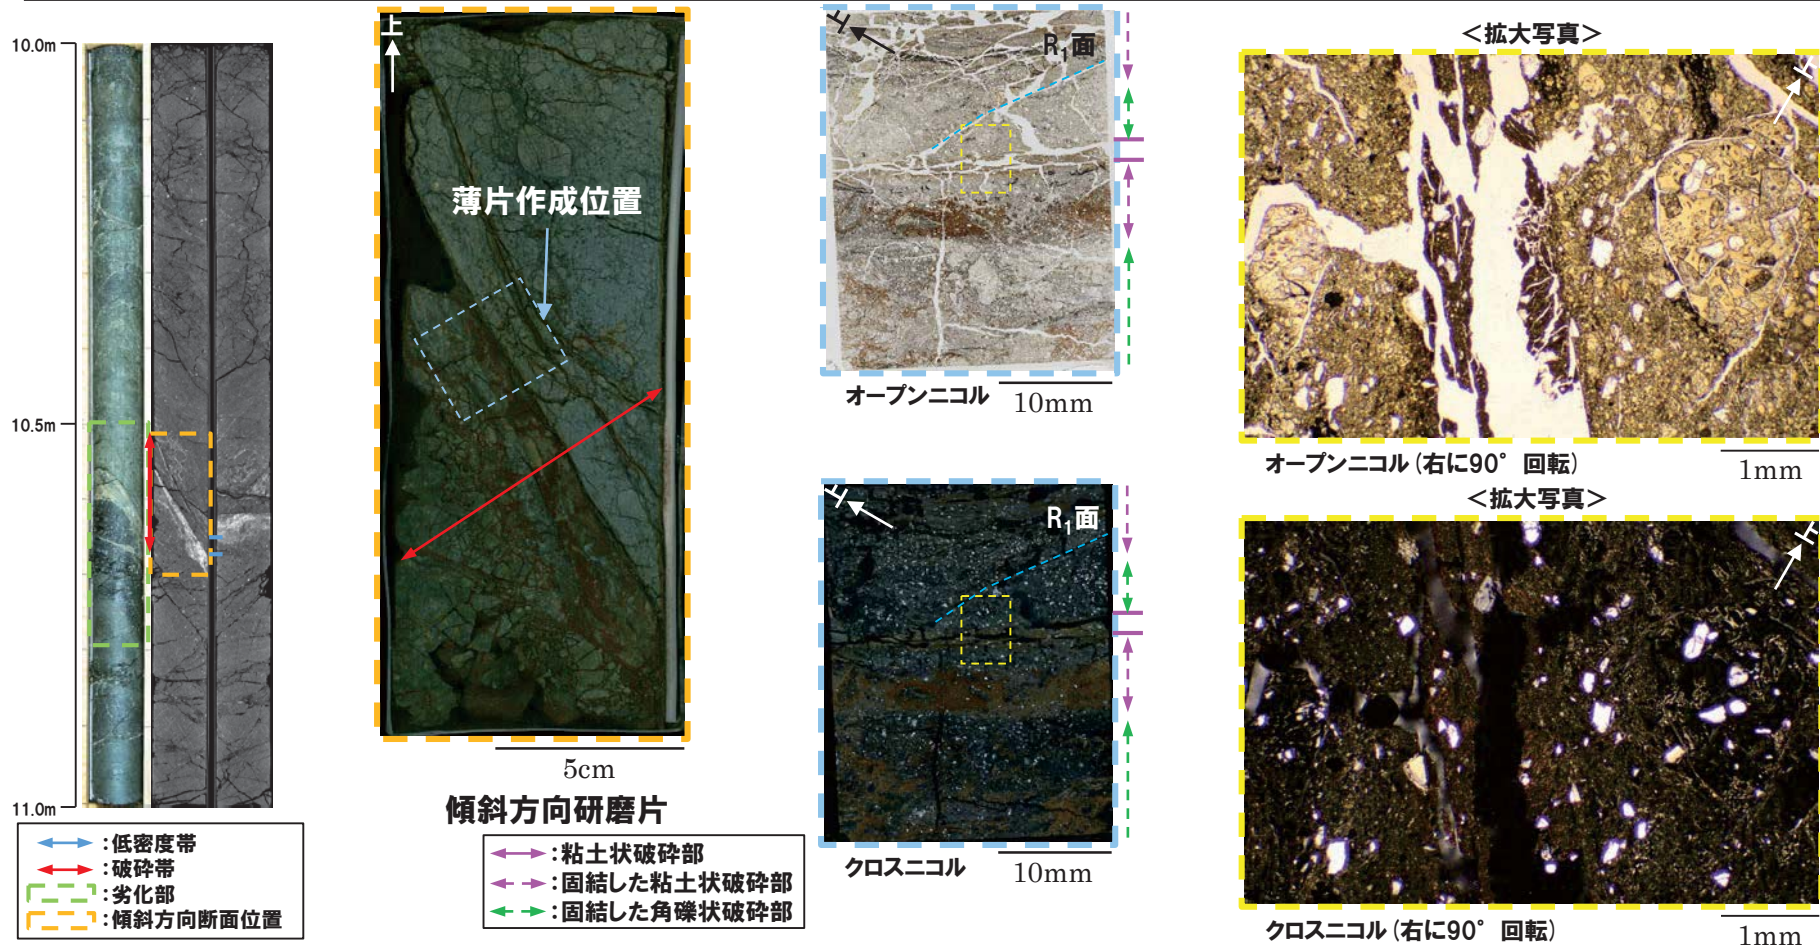 10.0m
10.5m
11.0m
:低密度帯
:破砕帯
:劣化部
:傾斜方向断面位置
上
薄片作成位置
5cm
傾斜方向研磨片
:粘土状破砕部
:固結した粘土状破砕部
:固結した角礫状破砕部
上
R₁面
オープンニコル
10mm
上
R₁面
クロスニコル
10mm
<拡大写真>
上
オープンニコル(右に90° 回転)
1mm
<拡大写真>
上
クロスニコル(右に90° 回転)
1mm